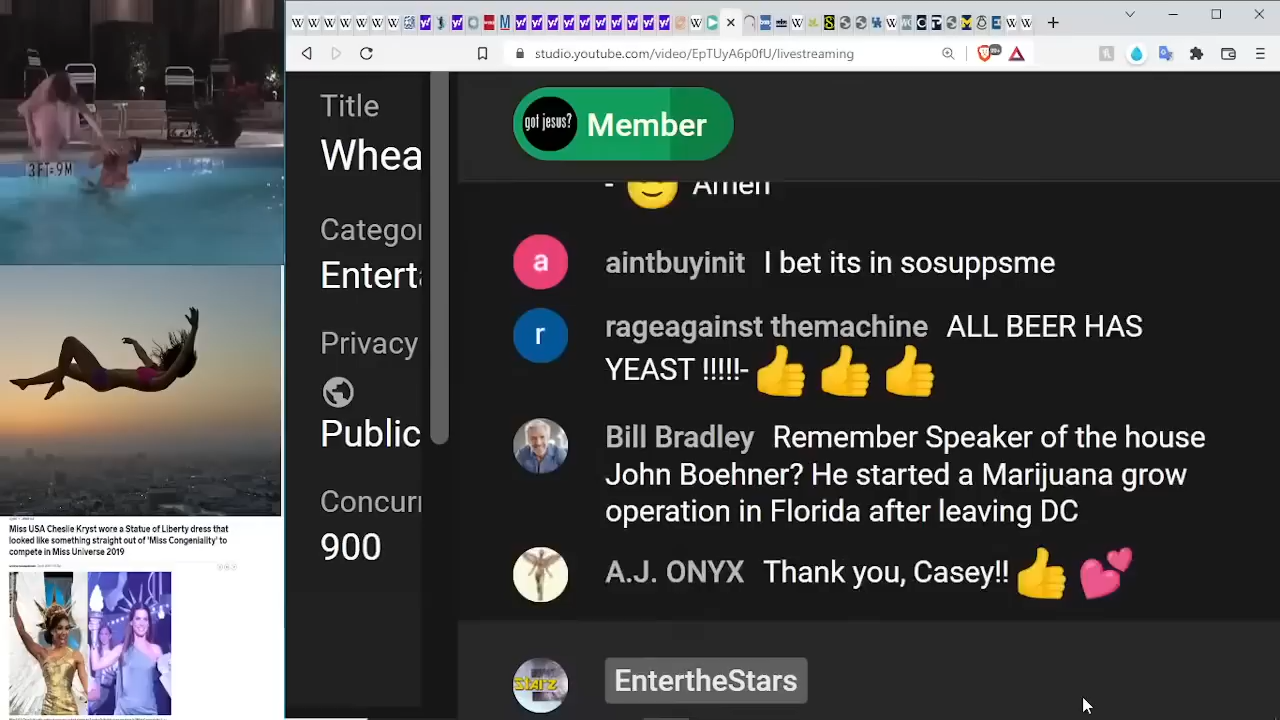 studio.youtube.com/video/EpTUyA6p0fU/livestreaming
3FT=9M
Miss USA Cheslie Kryst wore a Statue of Liberty dress that
looked like something straight out of 'Miss Congeniality' to
compete in Miss Universe 2019
Title
Whea
Categor
Enterta
Privacy
Public
Concurr
900
got jesus?
Member
- Amen
a
aintbuyinit I bet its in sosuppsme
r
rageagainst themachine ALL BEER HAS
YEAST !!!!!- 👍 👍 👍
Bill Bradley Remember Speaker of the house
John Boehner? He started a Marijuana grow
operation in Florida after leaving DC
A.J. ONYX Thank you, Casey!! 👍 💕
STARZ
EntertheStars